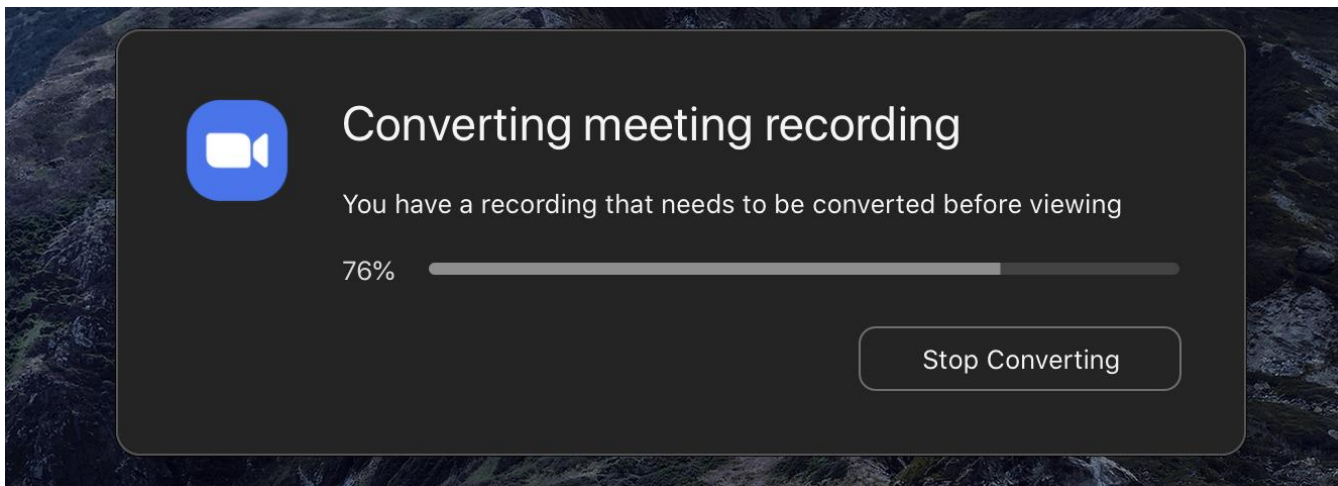 Converting meeting recording
You have a recording that needs to be converted before viewing
76%
Stop Converting